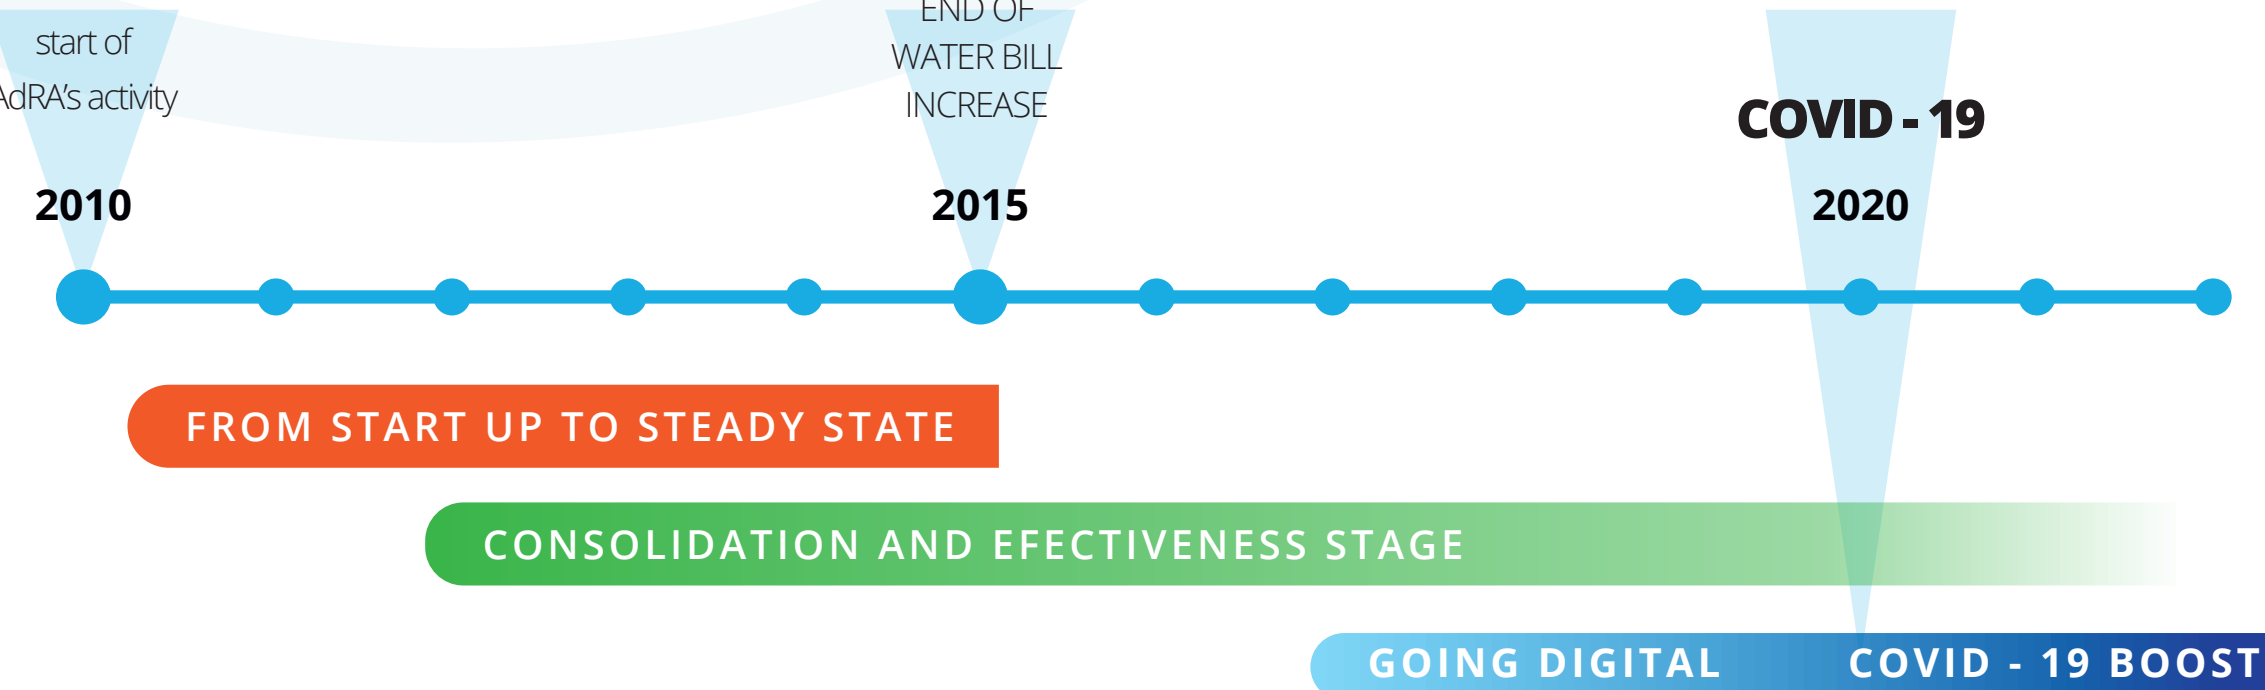 start of
AdRA's activity
2010
END OF
WATER BILL
INCREASE
2015
COVID - 19
2020
FROM START UP TO STEADY STATE
CONSOLIDATION AND EFECTIVENESS STAGE
GOING DIGITAL COVID - 19 BOOST